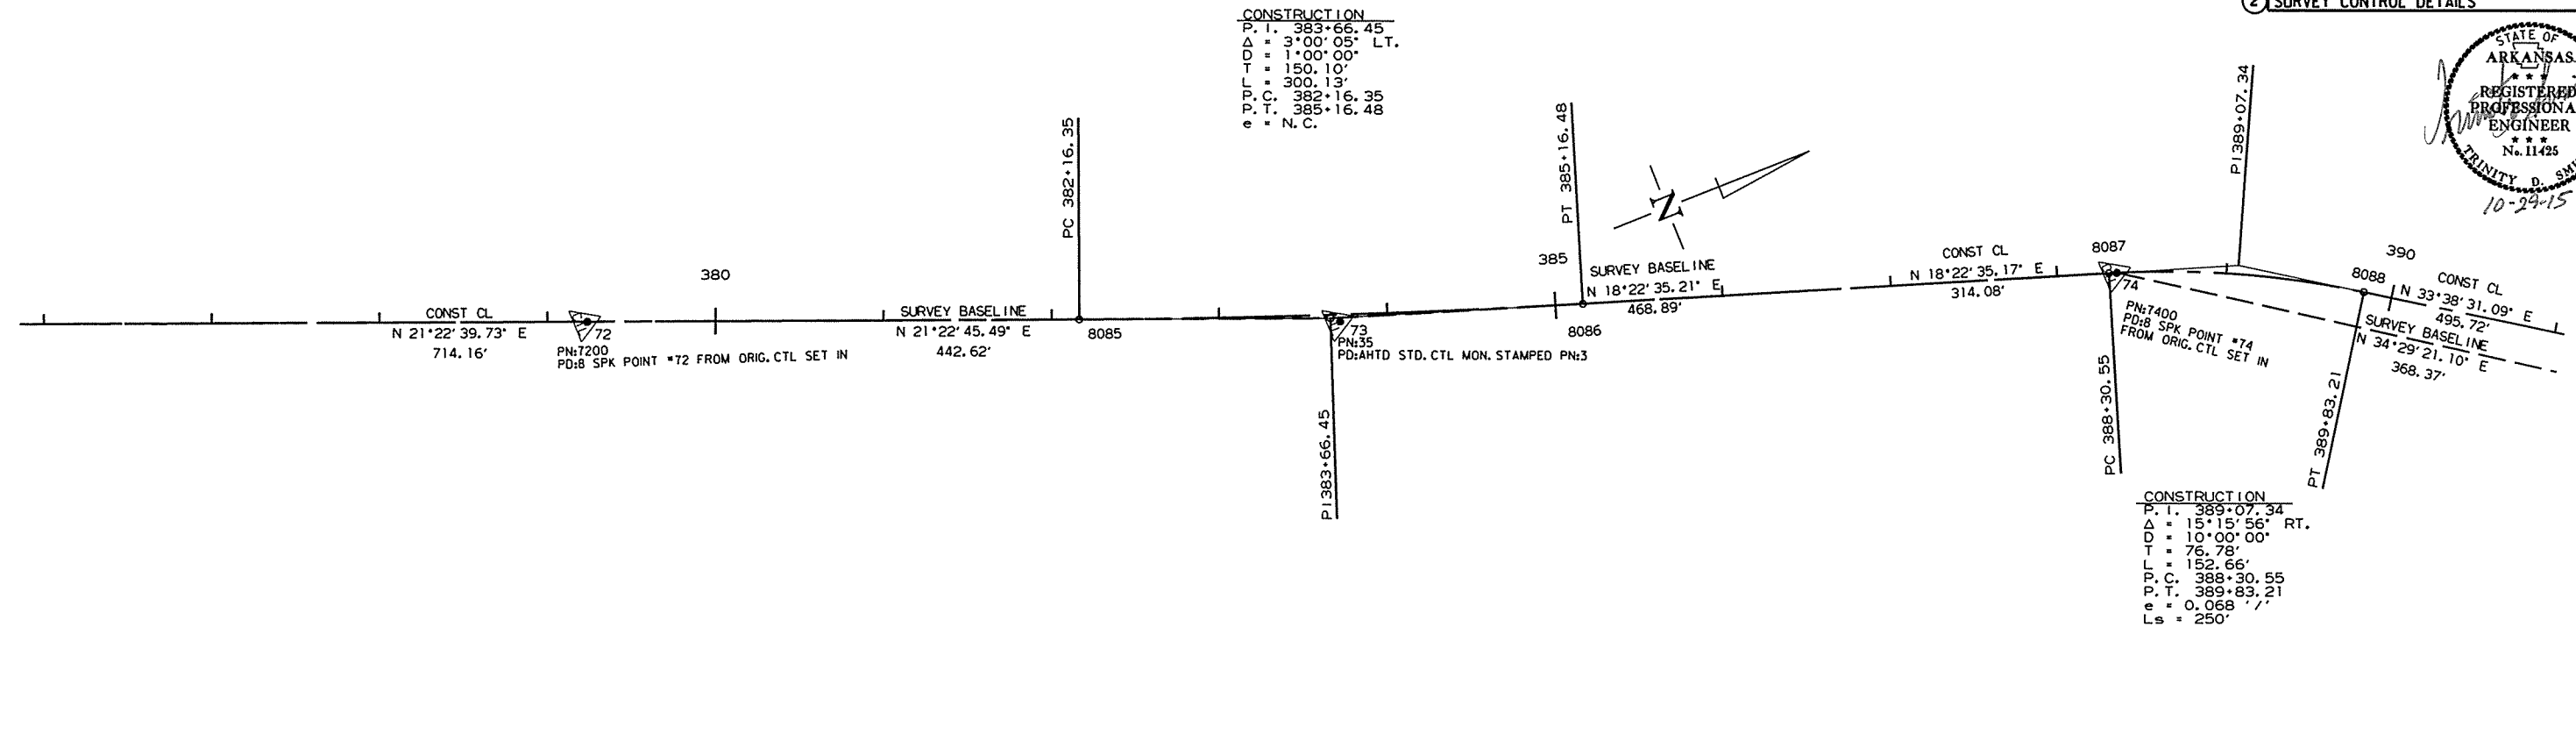 2 SURVEY CONTROL DETAILS
CONSTRUCTION
P.I. 383+66.45
Δ = 3°00'05" LT.
D = 1°00'00"
T = 150.10'
L = 300.13'
P.C. 382+16.35
P.T. 385+16.48
e = N.C.
STATE OF
ARKANSAS
* * *
REGISTERED
PROFESSIONA
ENGINEER
* * *
No. 11425
TRINITY D. SMI
10-29-15
PC 382+16.35
PT 385+16.48
PI389+07.34
N
380
385
390
CONST CL
N 21°22'39.73" E
714.16'
72
PN:7200
PD:8 SPK POINT #72 FROM ORIG.CTL SET IN
SURVEY BASELINE
N 21°22'45.49" E
442.62'
8085
73
PN:35
PD:AHTD STD.CTL MON.STAMPED PN:3
PI383+66.45
8086
SURVEY BASELINE
N 18°22'35.21" E
468.89'
CONST CL
N 18°22'35.17" E
314.08'
8087
74
PN:7400
PD:8 SPK POINT #74
FROM ORIG.CTL SET IN
8088
CONST CL
N 33°38'31.09" E
495.72'
SURVEY BASELINE
N 34°29'21.10" E
368.37'
PC 388+30.55
PT 389+83.21
CONSTRUCTION
P.I. 389+07.34
Δ = 15°15'56" RT.
D = 10°00'00"
T = 76.78'
L = 152.66'
P.C. 388+30.55
P.T. 389+83.21
e = 0.068 '/'
Ls = 250'